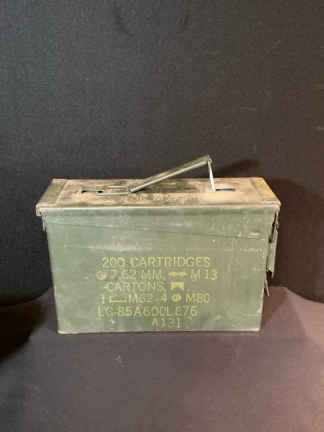 200 CARTRIDGES
7.62 MM, M13
-CARTONS,
1 M62-4 M80
LC-85A600L676
A131